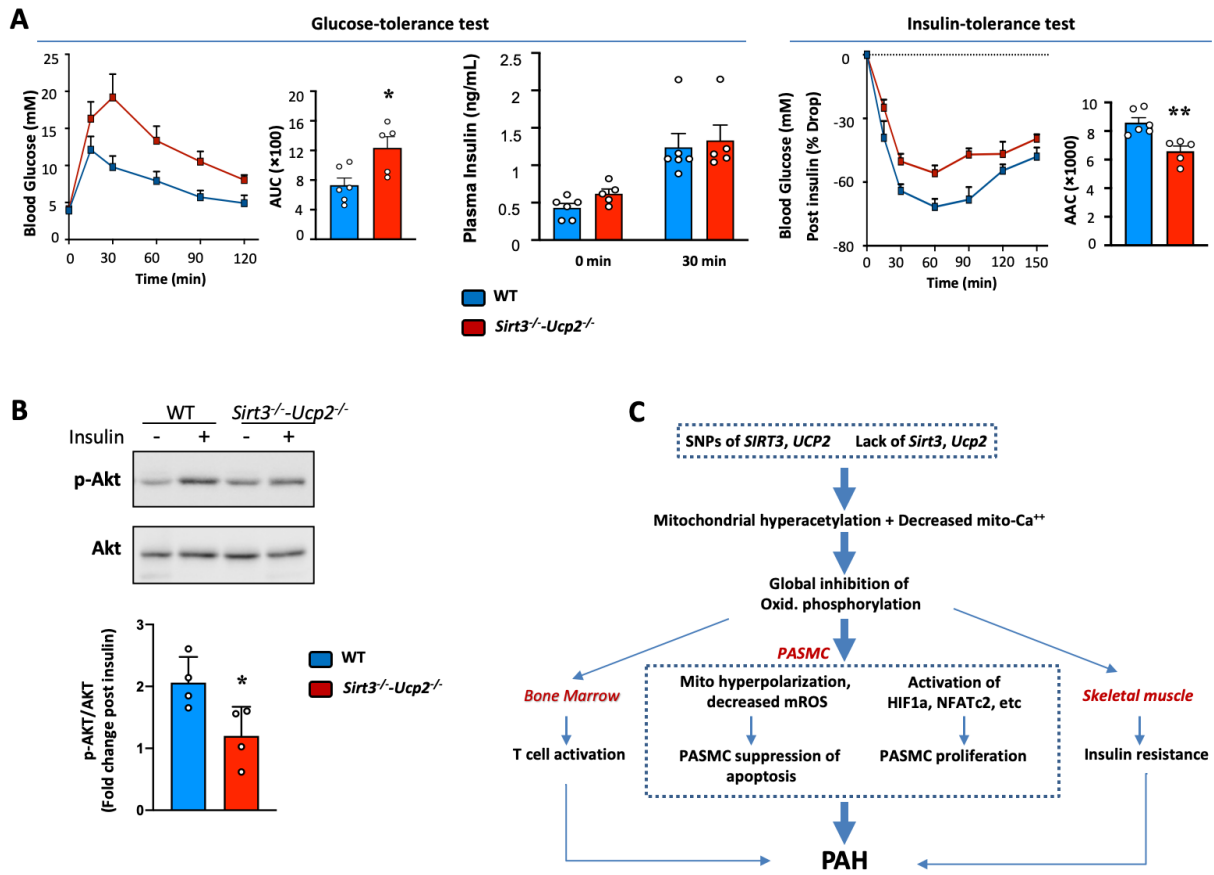 A
Glucose-tolerance test
Insulin-tolerance test
Blood Glucose (mM)
25
20
15
10
5
0
0 30 60 90 120
Time (min)
AUC (×100)
20
16
12
8
4
0
*
Plasma Insulin (ng/mL)
2.5
2
1.5
1
0.5
0
0 min 30 min
WT
Sirt3-/--Ucp2-/-
Blood Glucose (mM)
Post insulin (% Drop)
0
-30
-60
-80
0 30 60 90 120 150
Time (min)
AAC (×1000)
10
8
6
4
2
0
**
B
WT Sirt3-/--Ucp2-/-
Insulin - + - +
p-Akt
Akt
p-AKT/AKT
(Fold change post insulin)
3
2
1
0
*
WT
Sirt3-/--Ucp2-/-
C
SNPs of SIRT3, UCP2 Lack of Sirt3, Ucp2
Mitochondrial hyperacetylation + Decreased mito-Ca++
Global inhibition of
Oxid. phosphorylation
PASMC
Bone Marrow
T cell activation
Mito hyperpolarization,
decreased mROS
PASMC suppression of
apoptosis
Activation of
HIF1a, NFATc2, etc
PASMC proliferation
Skeletal muscle
Insulin resistance
PAH